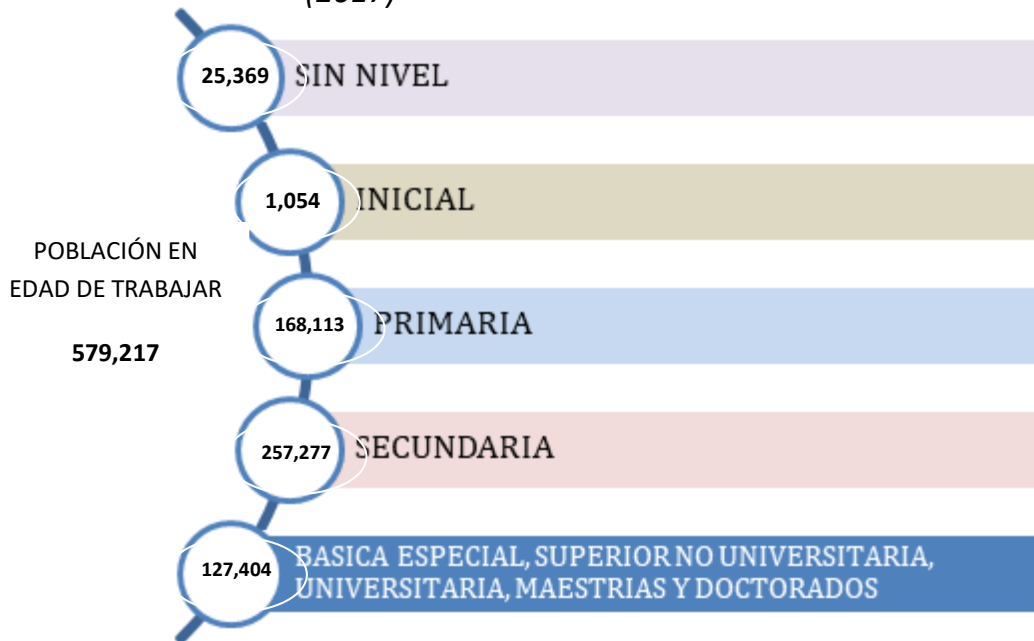 (2017)
25,369 SIN NIVEL
1,054 INICIAL
POBLACIÓN EN
EDAD DE TRABAJAR
579,217
168,113 PRIMARIA
257,277 SECUNDARIA
127,404 BASICA ESPECIAL, SUPERIOR NO UNIVERSITARIA,
UNIVERSITARIA, MAESTRIAS Y DOCTORADOS